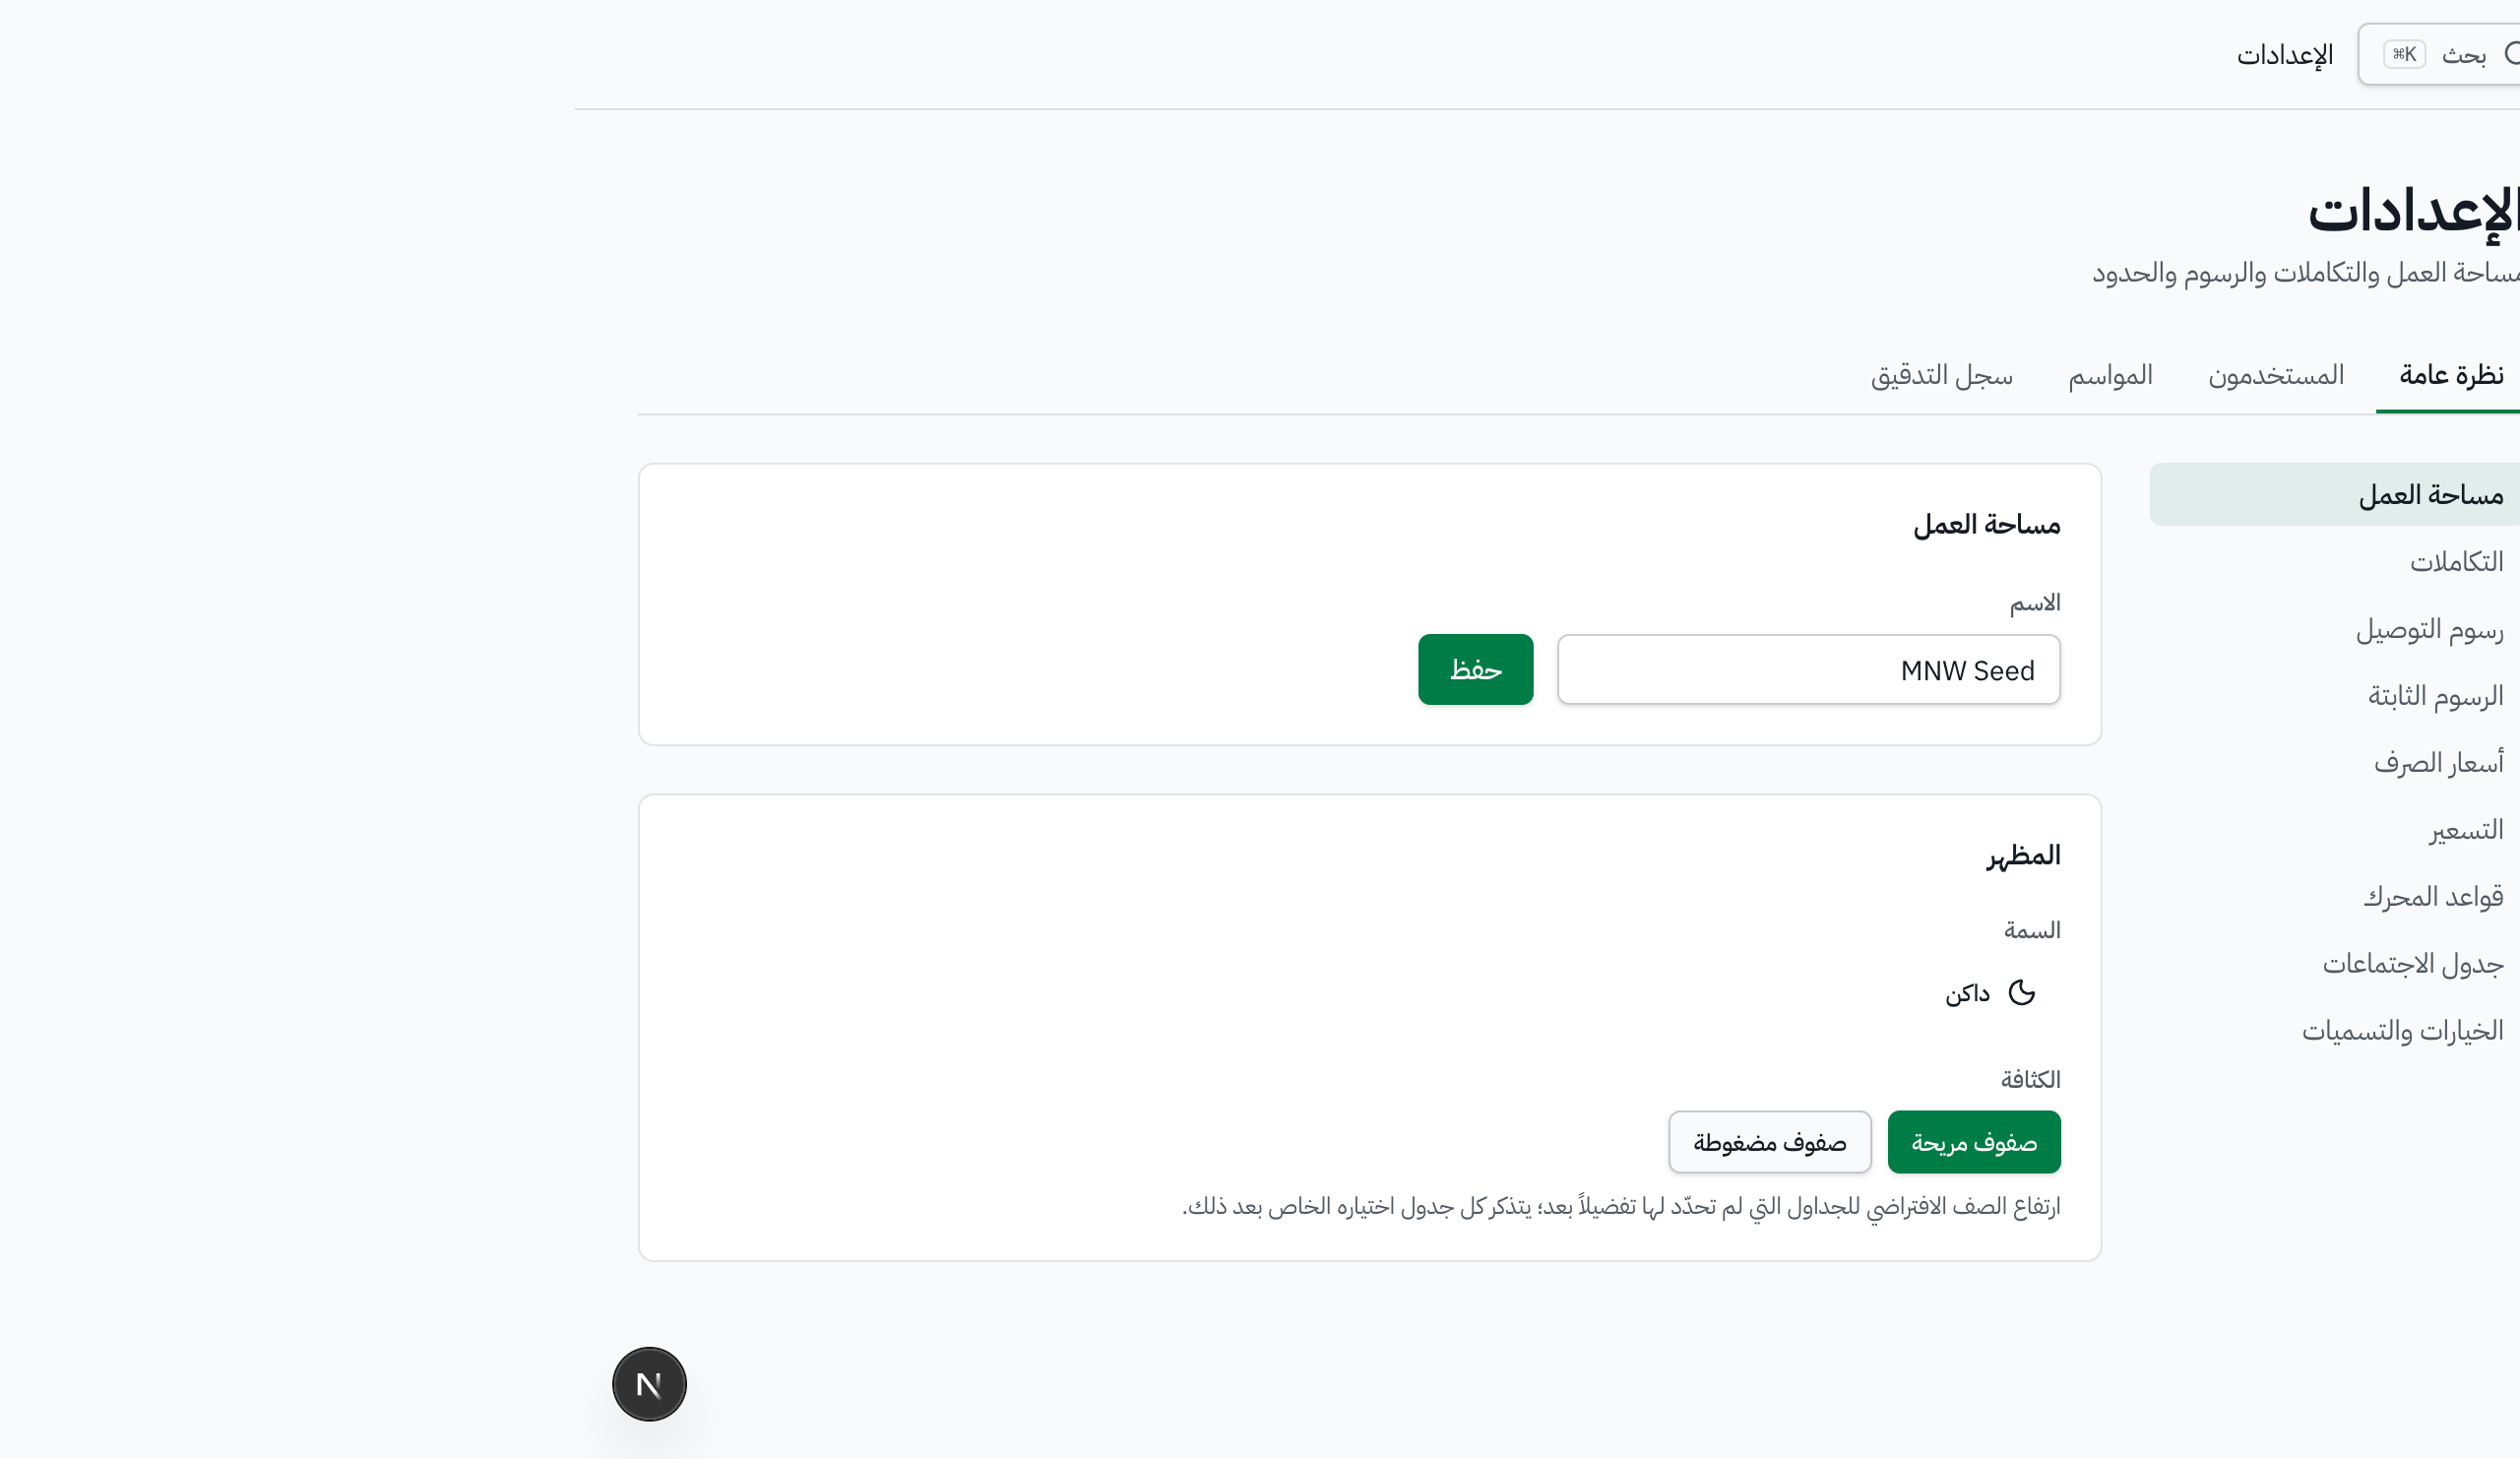 بحث ⌘K
الإعدادات
الإعدادات
مساحة العمل والتكاملات والرسوم والحدود
نظرة عامة
المستخدمون
المواسم
سجل التدقيق
مساحة العمل
التكاملات
رسوم التوصيل
الرسوم الثابتة
أسعار الصرف
التسعير
قواعد المحرك
جدول الاجتماعات
الخيارات والتسميات
مساحة العمل
الاسم
MNW Seed
حفظ
المظهر
السمة
داكن
الكثافة
صفوف مريحة
صفوف مضغوطة
ارتفاع الصف الافتراضي للجداول التي لم تحدّد لها تفضيلاً بعد؛ يتذكر كل جدول اختياره الخاص بعد ذلك.
N